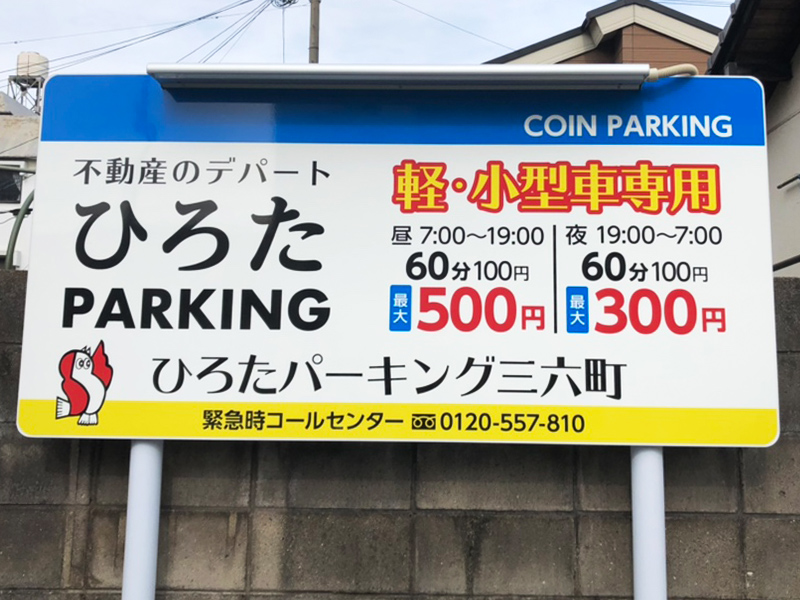 COIN PARKING
不動産のデパート
ひろた
PARKING
軽・小型車専用
昼 7:00～19:00
60分100円
最大500円
夜 19:00～7:00
60分100円
最大300円
ひろたパーキング三六町
緊急時コールセンター 0120-557-810